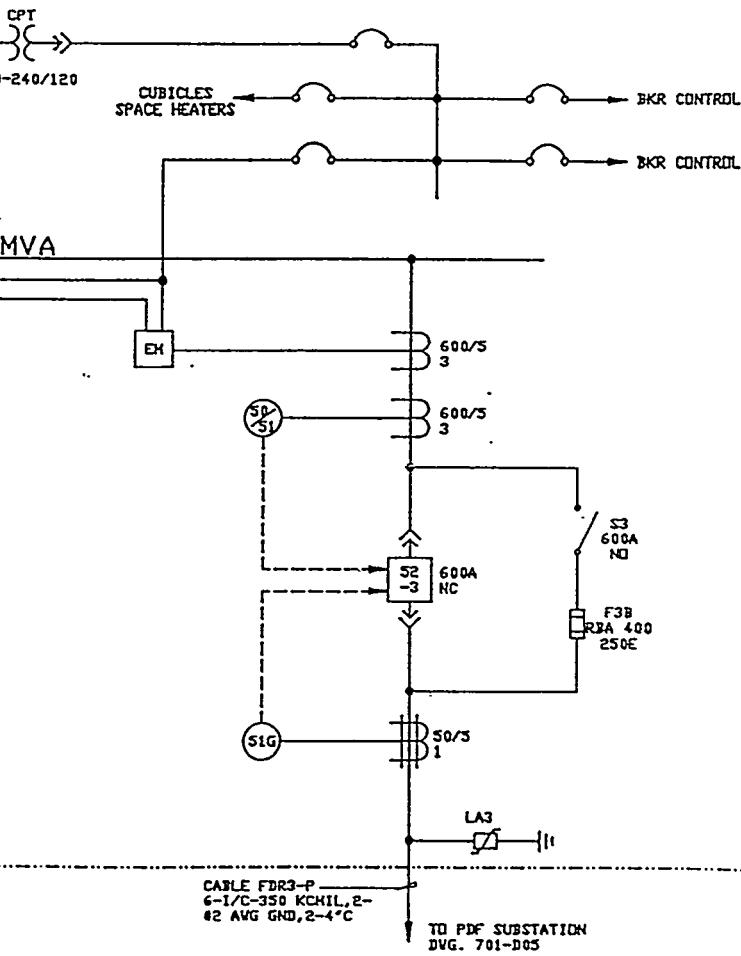 CPT
-240/120
CUBICLES
SPACE HEATERS
BKR CONTROL
BKR CONTROL
MVA
EM
600/5
3
50/51
600/5
3
S3
600A
NO
52
-3
600A
NC
F3B
RBA 400
250E
51G
50/5
1
LA3
CABLE FDR3-P
6-1/C-350 KCMIL,2-
#2 AWG GND,2-4"C
TO PDF SUBSTATION
DWG. 701-D05